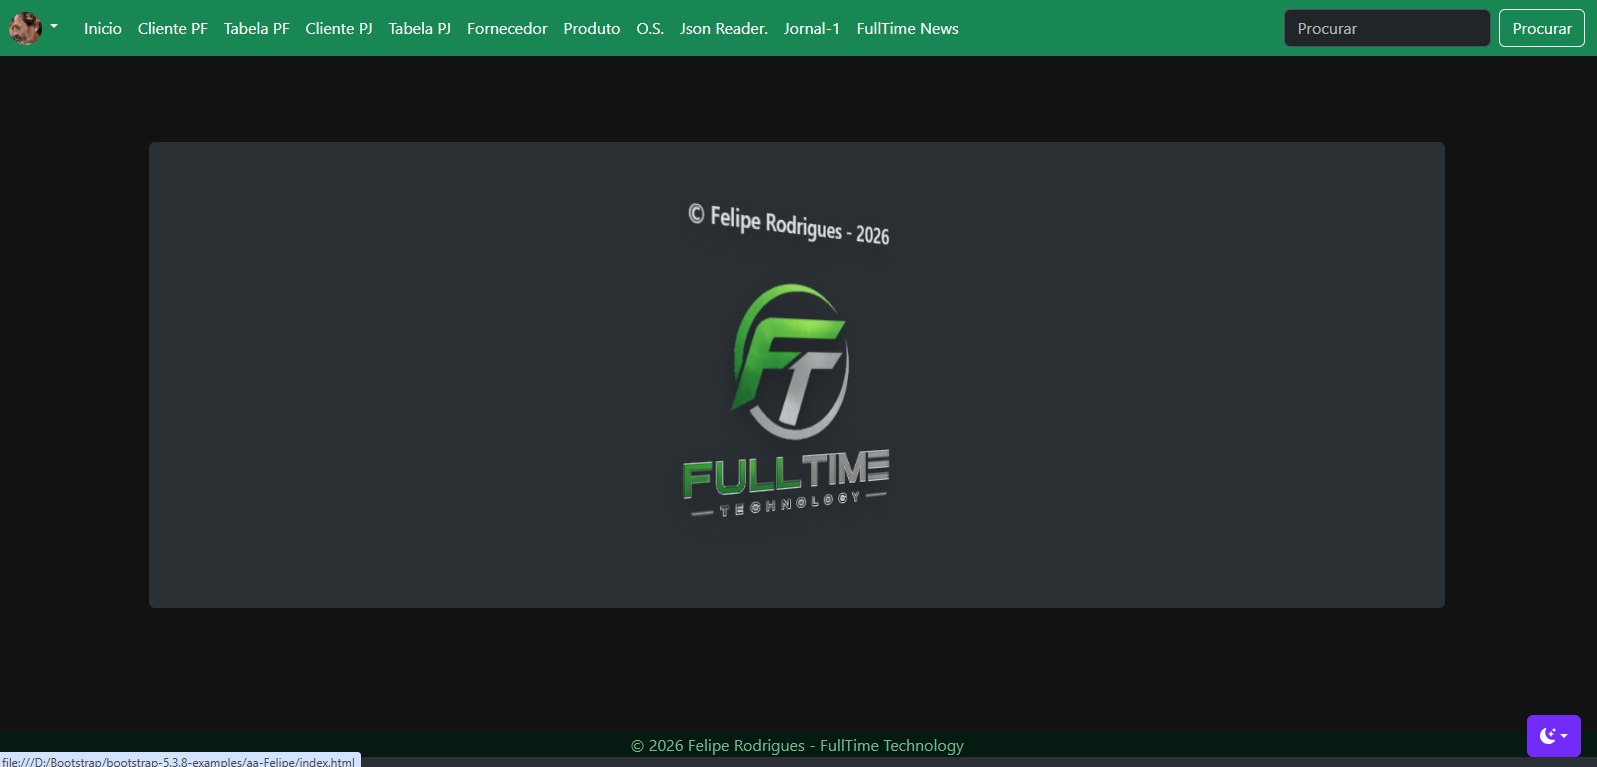 Inicio Cliente PF Tabela PF Cliente PJ Tabela PJ Fornecedor Produto O.S. Json Reader. Jornal-1 FullTime News Procurar Procurar
© Felipe Rodrigues - 2026
FT
FULLTIME
TECHNOLOGY
© 2026 Felipe Rodrigues - FullTime Technology
file:///D:/Bootstrap/bootstrap-5.3.8-examples/aa-Felipe/index.html